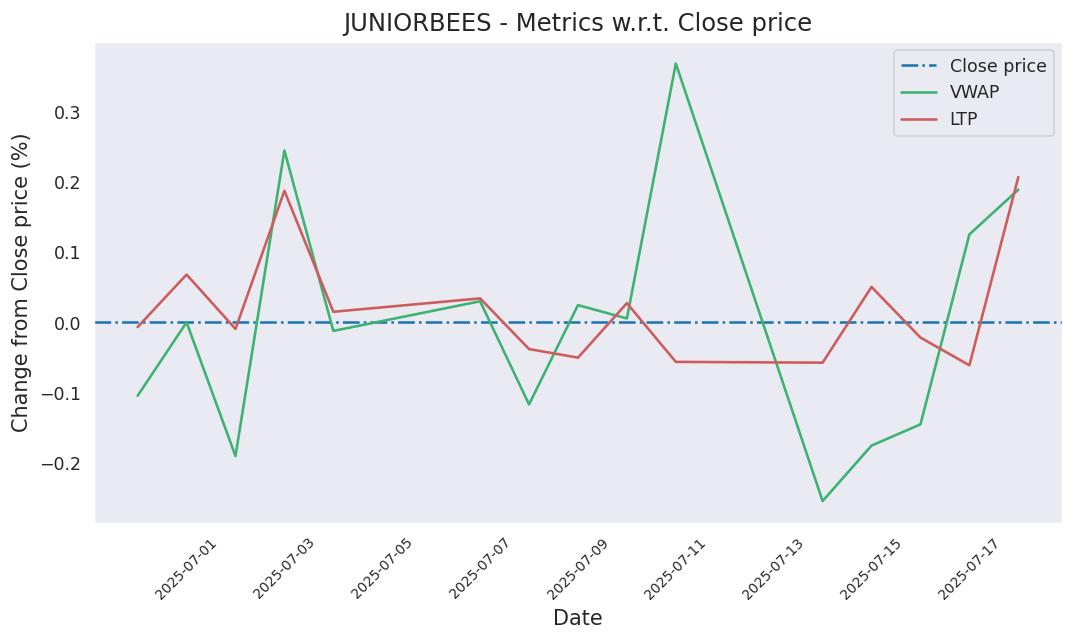 JUNIORBEES - Metrics w.r.t. Close price
Close price
VWAP
LTP
Change from Close price (%)
0.3
0.2
0.1
0.0
−0.1
−0.2
2025-07-01
2025-07-03
2025-07-05
2025-07-07
2025-07-09
2025-07-11
2025-07-13
2025-07-15
2025-07-17
Date